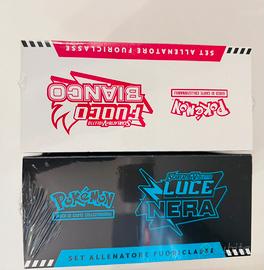 SET ALLENATORE FUORICLASSE
POKéMON
GIOCO DI CARTE COLLEZIONABILI
SCARLATTO E VIOLETTO
FUOCO
BIANCO
POKéMON
GIOCO DI CARTE COLLEZIONABILI
SCARLATTO E VIOLETTO
LUCE
NERA
SET ALLENATORE FUORICLASSE